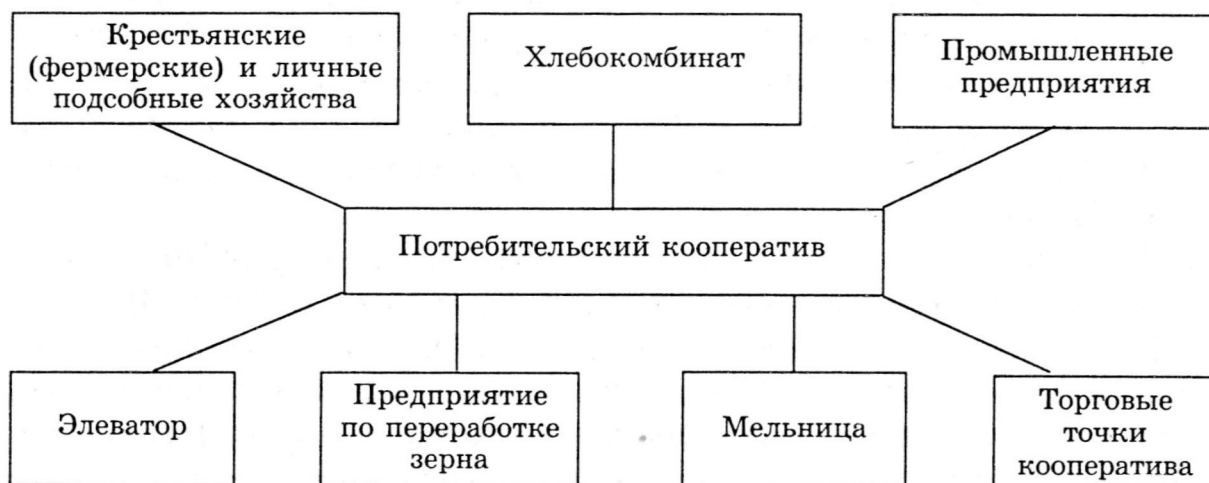 Крестьянские
(фермерские) и личные
подсобные хозяйства
Хлебокомбинат
Промышленные
предприятия
Потребительский кооператив
Элеватор
Предприятие
по переработке
зерна
Мельница
Торговые
точки
кооператива